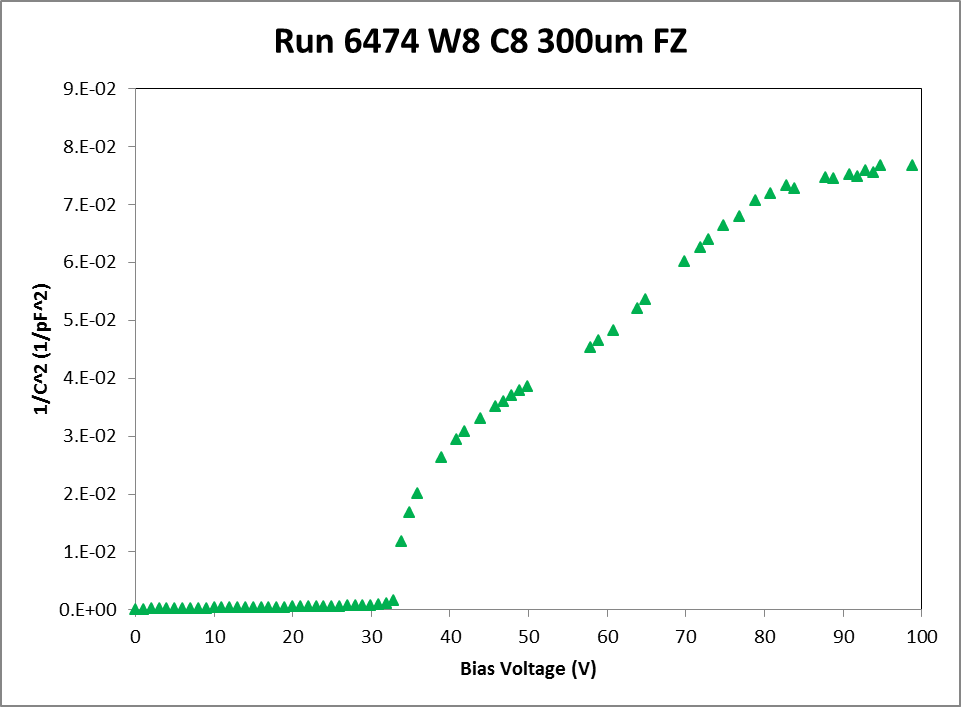 Run 6474 W8 C8 300um FZ
9.E-02
8.E-02
7.E-02
6.E-02
5.E-02
4.E-02
3.E-02
2.E-02
1.E-02
0.E+00
1/C^2 (1/pF^2)
0 10 20 30 40 50 60 70 80 90 100
Bias Voltage (V)